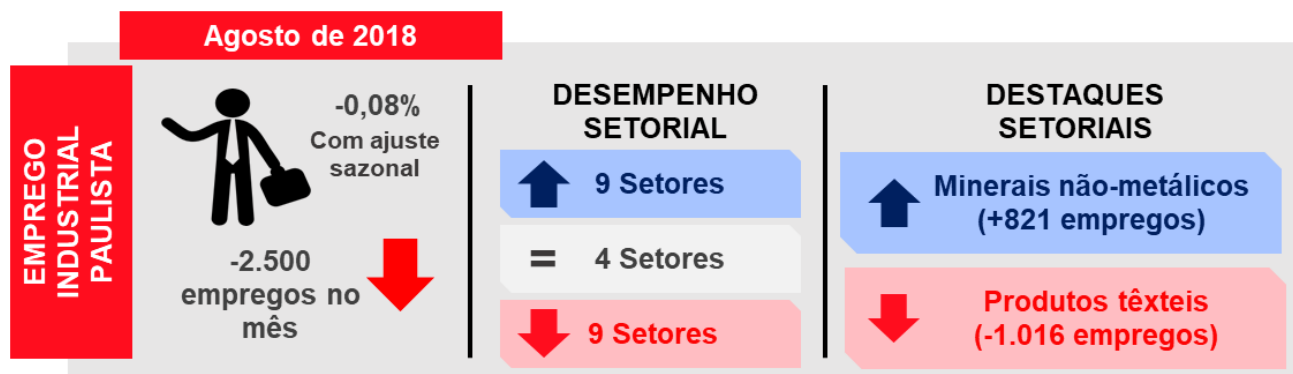 Agosto de 2018
EMPREGO
INDUSTRIAL
PAULISTA
-0,08%
Com ajuste
sazonal
-2.500
empregos no
mês
DESEMPENHO
SETORIAL
9 Setores
= 4 Setores
9 Setores
DESTAQUES
SETORIAIS
Minerais não-metálicos
(+821 empregos)
Produtos têxteis
(-1.016 empregos)